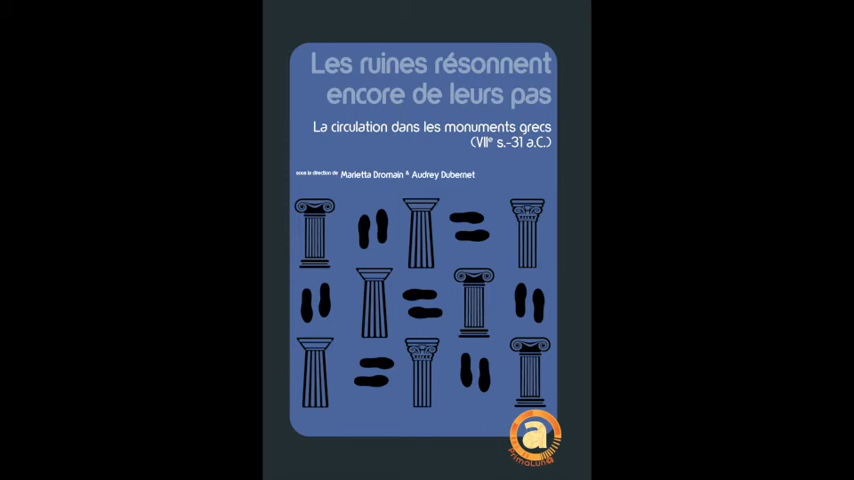 Les ruines résonnent
encore de leurs pas
La circulation dans les monuments grecs
(VIIᵉ s.-31 a.C.)
sous la direction de Marietta Dromain & Audrey Dubernet
a
PrimaLun@